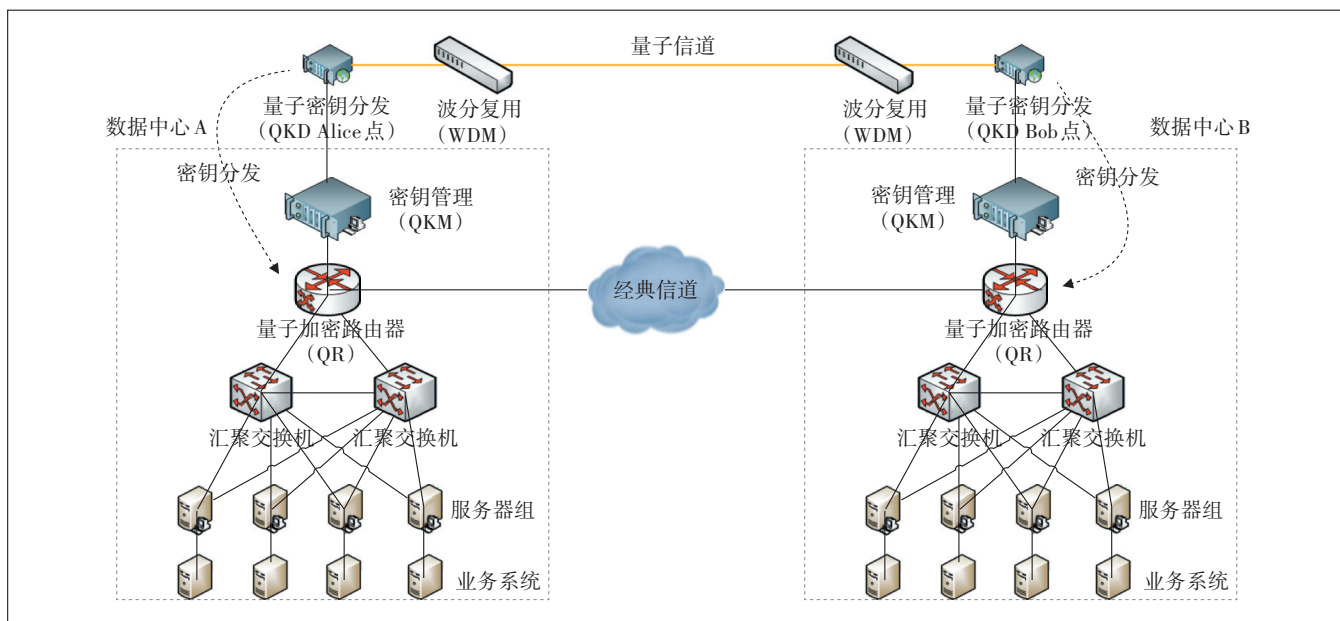 量子信道
量子密钥分发
（QKD Alice点）
波分复用
（WDM）
波分复用
（WDM）
量子密钥分发
（QKD Bob点）
数据中心 A
数据中心 B
密钥分发
密钥管理
（QKM）
密钥管理
（QKM）
密钥分发
经典信道
量子加密路由器
（QR）
量子加密路由器
（QR）
汇聚交换机
汇聚交换机
汇聚交换机
汇聚交换机
服务器组
服务器组
业务系统
业务系统